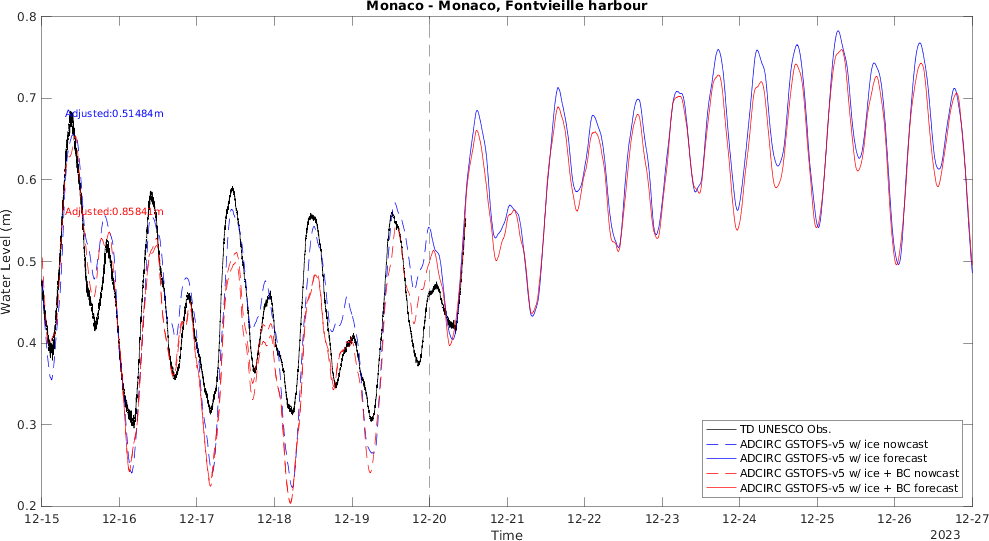 Monaco - Monaco, Fontvieille harbour
0.8
0.7
0.6
0.5
0.4
0.3
0.2
Water Level (m)
Adjusted:0.51484m
Adjusted:0.85841m
TD UNESCO Obs.
ADCIRC GSTOFS-v5 w/ ice nowcast
ADCIRC GSTOFS-v5 w/ ice forecast
ADCIRC GSTOFS-v5 w/ ice + BC nowcast
ADCIRC GSTOFS-v5 w/ ice + BC forecast
12-15 12-16 12-17 12-18 12-19 12-20 12-21 12-22 12-23 12-24 12-25 12-26 12-27
Time
2023